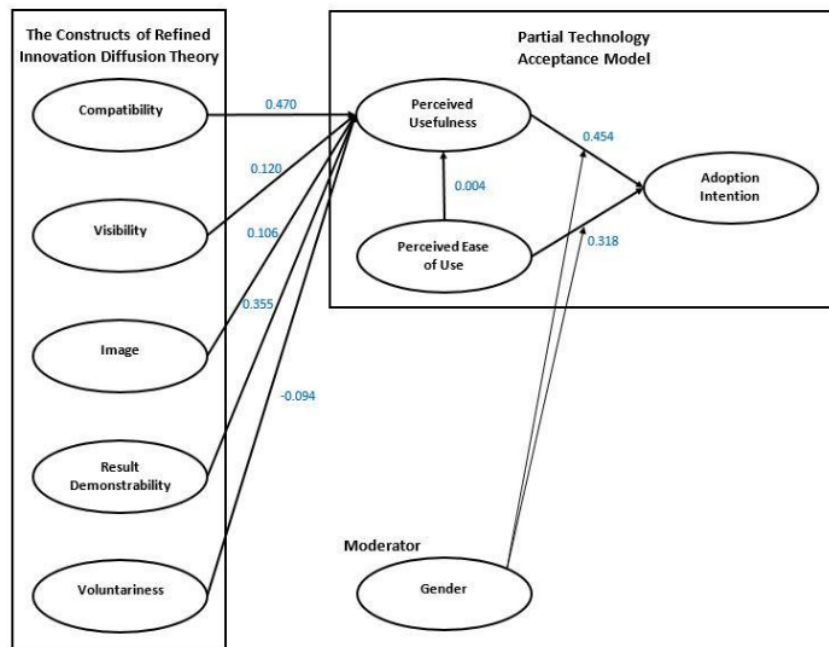 The Constructs of Refined
Innovation Diffusion Theory
Compatibility
Visibility
Image
Result
Demonstrability
Voluntariness
0.470
0.120
0.106
0.355
-0.094
Partial Technology
Acceptance Model
Perceived
Usefulness
0.454
0.004
Adoption
Intention
Perceived Ease
of Use
0.318
Moderator
Gender